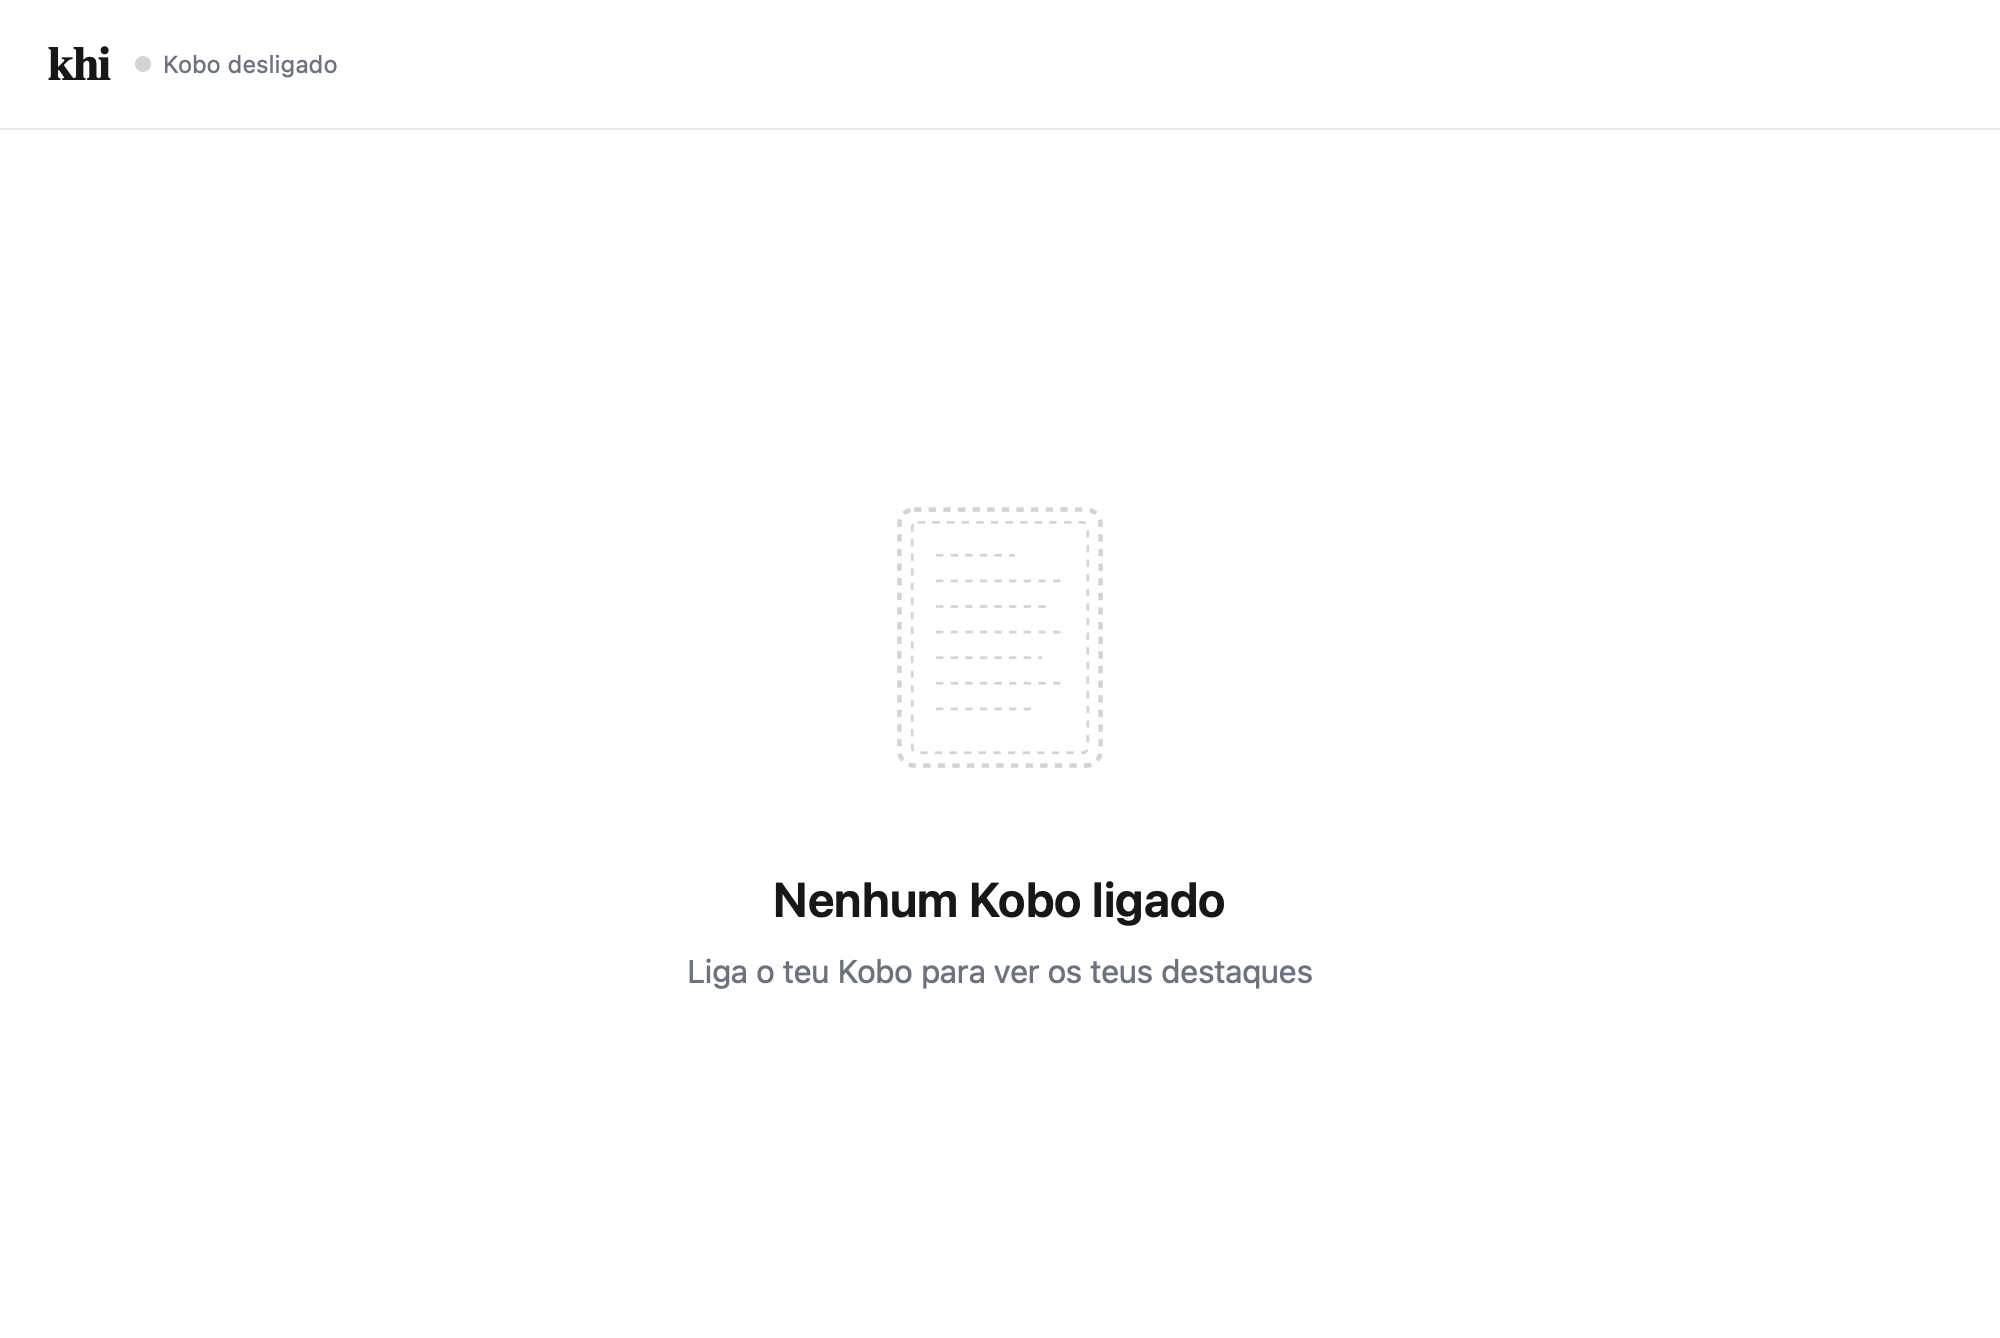 khi
Kobo desligado
Nenhum Kobo ligado
Liga o teu Kobo para ver os teus destaques